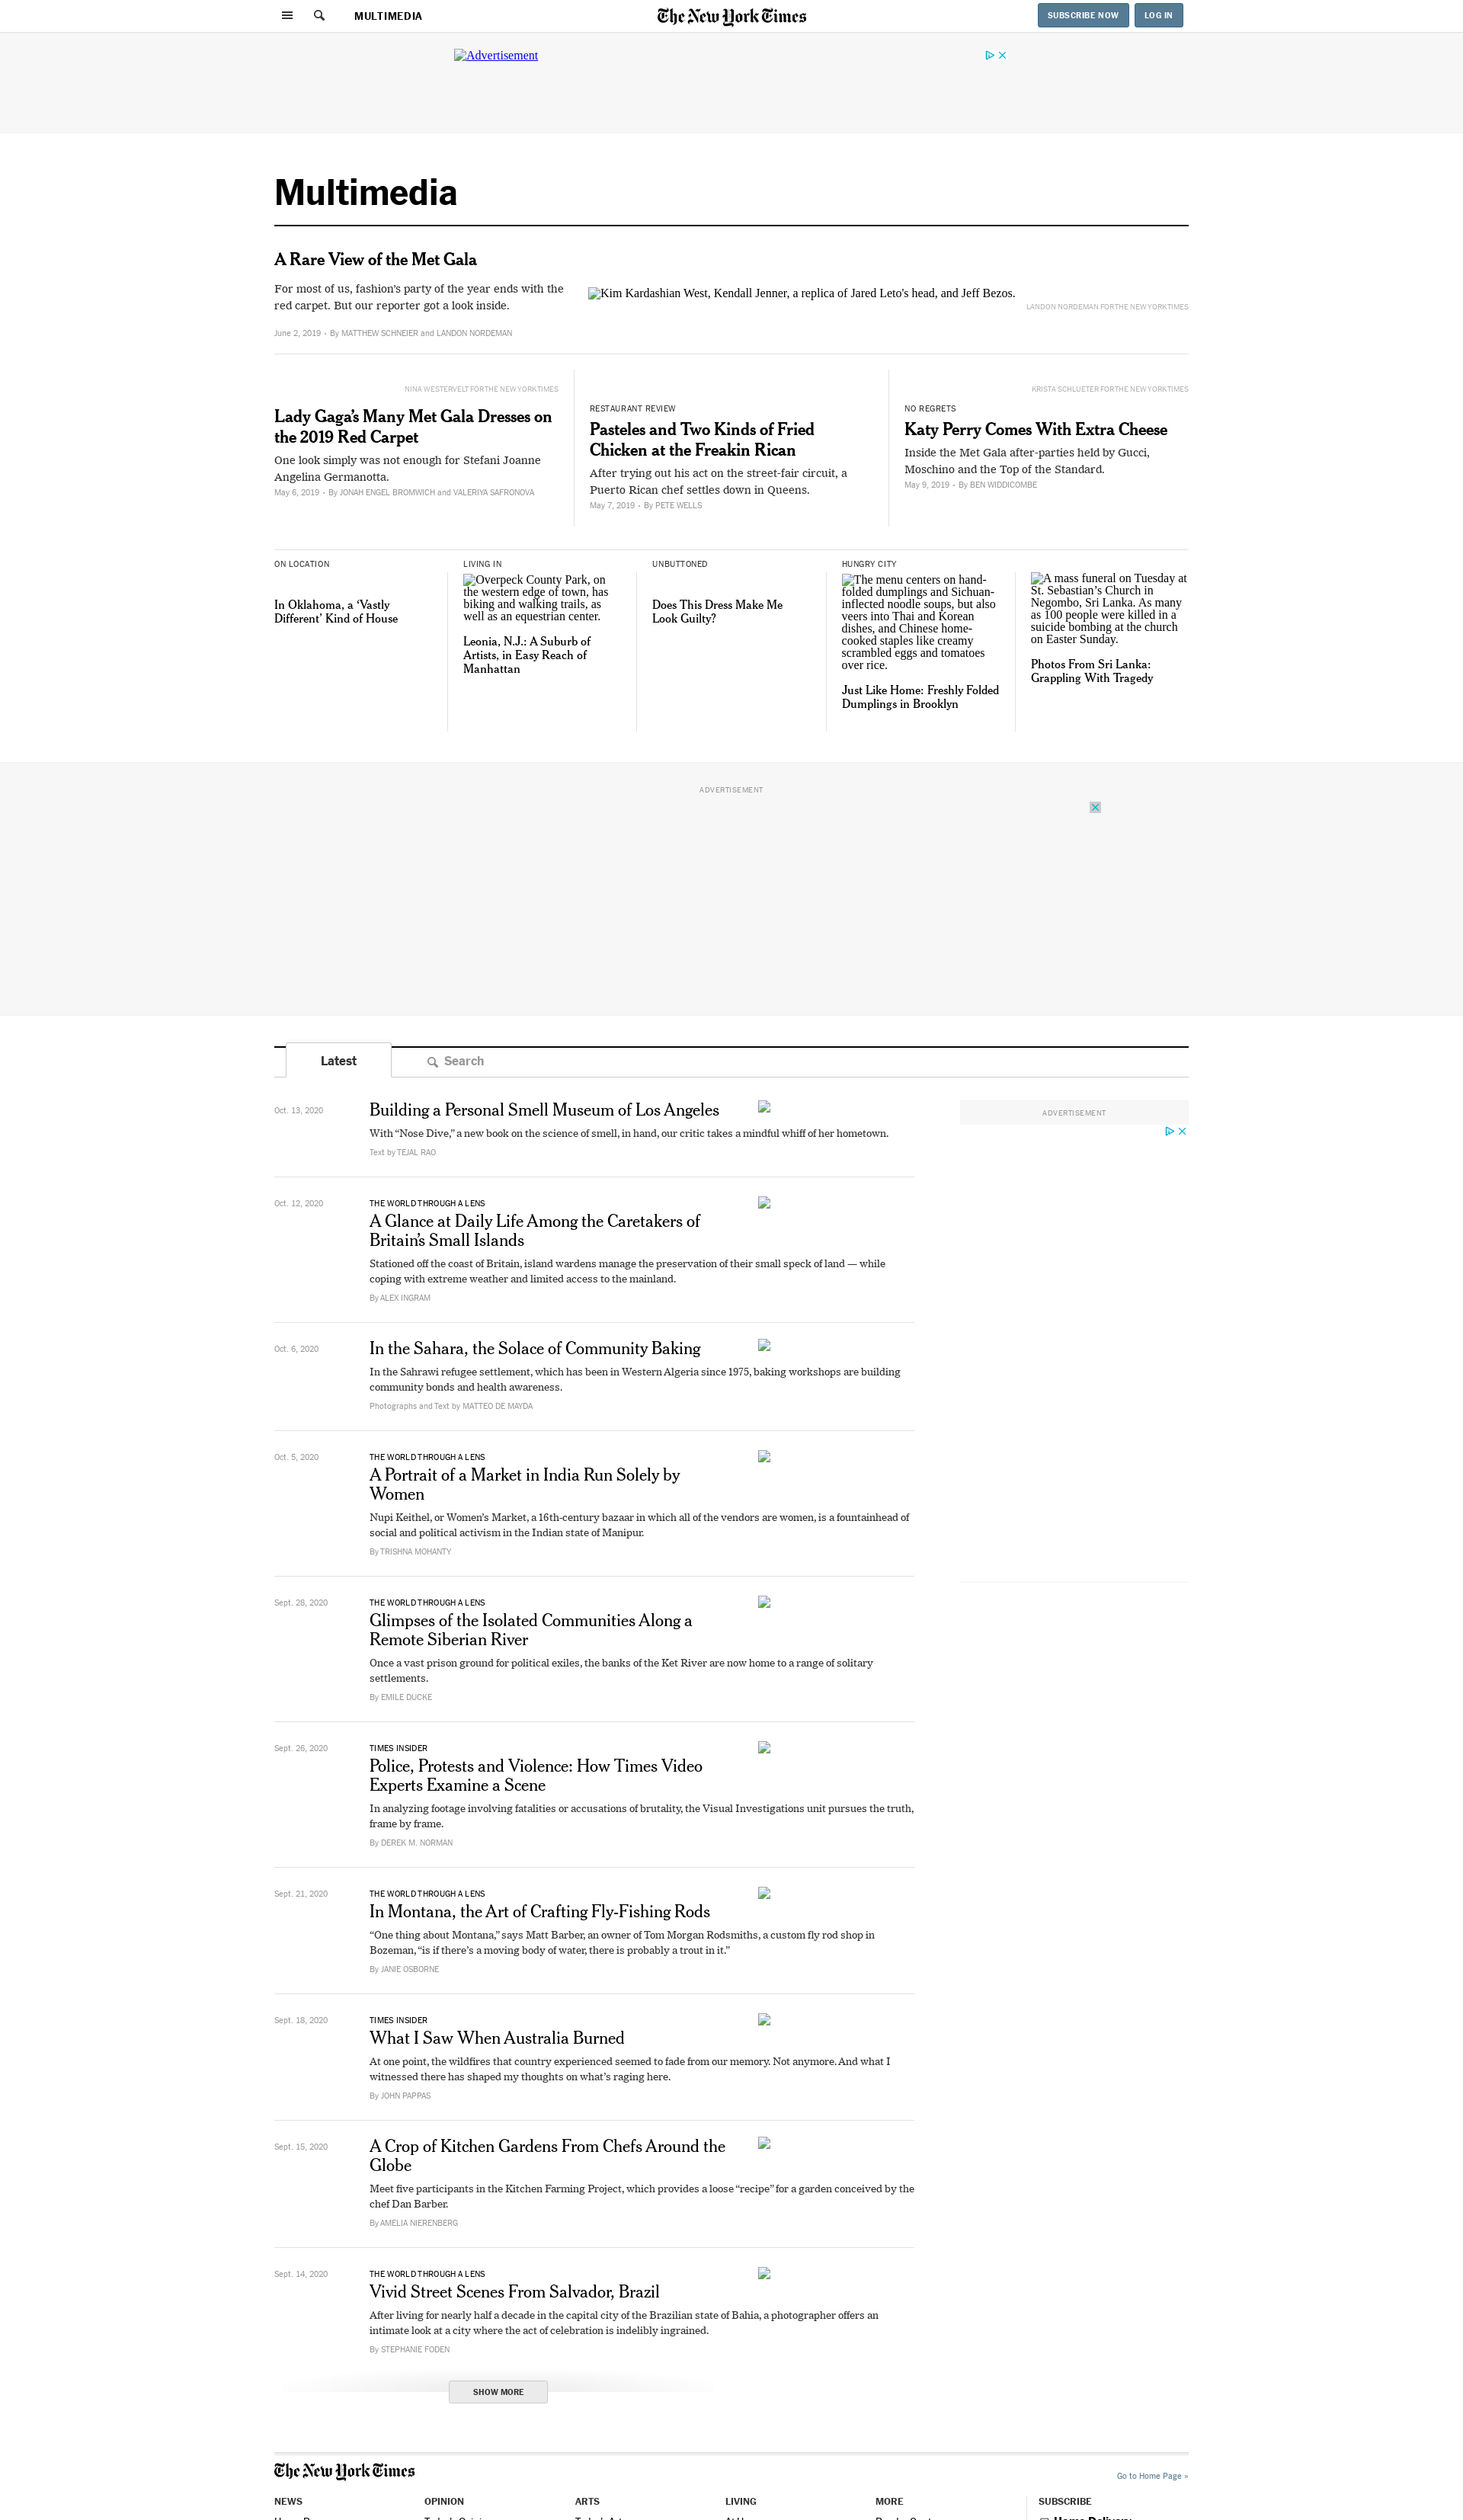 MULTIMEDIA
The New York Times
SUBSCRIBE NOW
LOG IN
Advertisement
Multimedia
A Rare View of the Met Gala
For most of us, fashion’s party of the year ends with the
red carpet. But our reporter got a look inside.
June 2, 2019 • By MATTHEW SCHNEIER and LANDON NORDEMAN
Kim Kardashian West, Kendall Jenner, a replica of Jared Leto's head, and Jeff Bezos.
LANDON NORDEMAN FOR THE NEW YORK TIMES
NINA WESTERVELT FOR THE NEW YORK TIMES
Lady Gaga’s Many Met Gala Dresses on
the 2019 Red Carpet
One look simply was not enough for Stefani Joanne
Angelina Germanotta.
May 6, 2019 • By JONAH ENGEL BROMWICH and VALERIYA SAFRONOVA
RESTAURANT REVIEW
Pasteles and Two Kinds of Fried
Chicken at the Freakin Rican
After trying out his act on the street-fair circuit, a
Puerto Rican chef settles down in Queens.
May 7, 2019 • By PETE WELLS
KRISTA SCHLUETER FOR THE NEW YORK TIMES
NO REGRETS
Katy Perry Comes With Extra Cheese
Inside the Met Gala after-parties held by Gucci,
Moschino and the Top of the Standard.
May 9, 2019 • By BEN WIDDICOMBE
ON LOCATION
In Oklahoma, a ‘Vastly
Different’ Kind of House
LIVING IN
Overpeck County Park, on
the western edge of town, has
biking and walking trails, as
well as an equestrian center.
Leonia, N.J.: A Suburb of
Artists, in Easy Reach of
Manhattan
UNBUTTONED
Does This Dress Make Me
Look Guilty?
HUNGRY CITY
The menu centers on hand-
folded dumplings and Sichuan-
inflected noodle soups, but also
veers into Thai and Korean
dishes, and Chinese home-
cooked staples like creamy
scrambled eggs and tomatoes
over rice.
Just Like Home: Freshly Folded
Dumplings in Brooklyn
A mass funeral on Tuesday at
St. Sebastian’s Church in
Negombo, Sri Lanka. As many
as 100 people were killed in a
suicide bombing at the church
on Easter Sunday.
Photos From Sri Lanka:
Grappling With Tragedy
ADVERTISEMENT
Latest
Search
ADVERTISEMENT
Oct. 13, 2020
Building a Personal Smell Museum of Los Angeles
With “Nose Dive,” a new book on the science of smell, in hand, our critic takes a mindful whiff of her hometown.
Text by TEJAL RAO
Oct. 12, 2020
THE WORLD THROUGH A LENS
A Glance at Daily Life Among the Caretakers of
Britain’s Small Islands
Stationed off the coast of Britain, island wardens manage the preservation of their small speck of land — while
coping with extreme weather and limited access to the mainland.
By ALEX INGRAM
Oct. 6, 2020
In the Sahara, the Solace of Community Baking
In the Sahrawi refugee settlement, which has been in Western Algeria since 1975, baking workshops are building
community bonds and health awareness.
Photographs and Text by MATTEO DE MAYDA
Oct. 5, 2020
THE WORLD THROUGH A LENS
A Portrait of a Market in India Run Solely by
Women
Nupi Keithel, or Women’s Market, a 16th-century bazaar in which all of the vendors are women, is a fountainhead of
social and political activism in the Indian state of Manipur.
By TRISHNA MOHANTY
Sept. 28, 2020
THE WORLD THROUGH A LENS
Glimpses of the Isolated Communities Along a
Remote Siberian River
Once a vast prison ground for political exiles, the banks of the Ket River are now home to a range of solitary
settlements.
By EMILE DUCKE
Sept. 26, 2020
TIMES INSIDER
Police, Protests and Violence: How Times Video
Experts Examine a Scene
In analyzing footage involving fatalities or accusations of brutality, the Visual Investigations unit pursues the truth,
frame by frame.
By DEREK M. NORMAN
Sept. 21, 2020
THE WORLD THROUGH A LENS
In Montana, the Art of Crafting Fly-Fishing Rods
“One thing about Montana,” says Matt Barber, an owner of Tom Morgan Rodsmiths, a custom fly rod shop in
Bozeman, “is if there’s a moving body of water, there is probably a trout in it.”
By JANIE OSBORNE
Sept. 18, 2020
TIMES INSIDER
What I Saw When Australia Burned
At one point, the wildfires that country experienced seemed to fade from our memory. Not anymore. And what I
witnessed there has shaped my thoughts on what’s raging here.
By JOHN PAPPAS
Sept. 15, 2020
A Crop of Kitchen Gardens From Chefs Around the
Globe
Meet five participants in the Kitchen Farming Project, which provides a loose “recipe” for a garden conceived by the
chef Dan Barber.
By AMELIA NIERENBERG
Sept. 14, 2020
THE WORLD THROUGH A LENS
Vivid Street Scenes From Salvador, Brazil
After living for nearly half a decade in the capital city of the Brazilian state of Bahia, a photographer offers an
intimate look at a city where the act of celebration is indelibly ingrained.
By STEPHANIE FODEN
SHOW MORE
The New York Times
Go to Home Page »
NEWS
OPINION
ARTS
LIVING
MORE
SUBSCRIBE